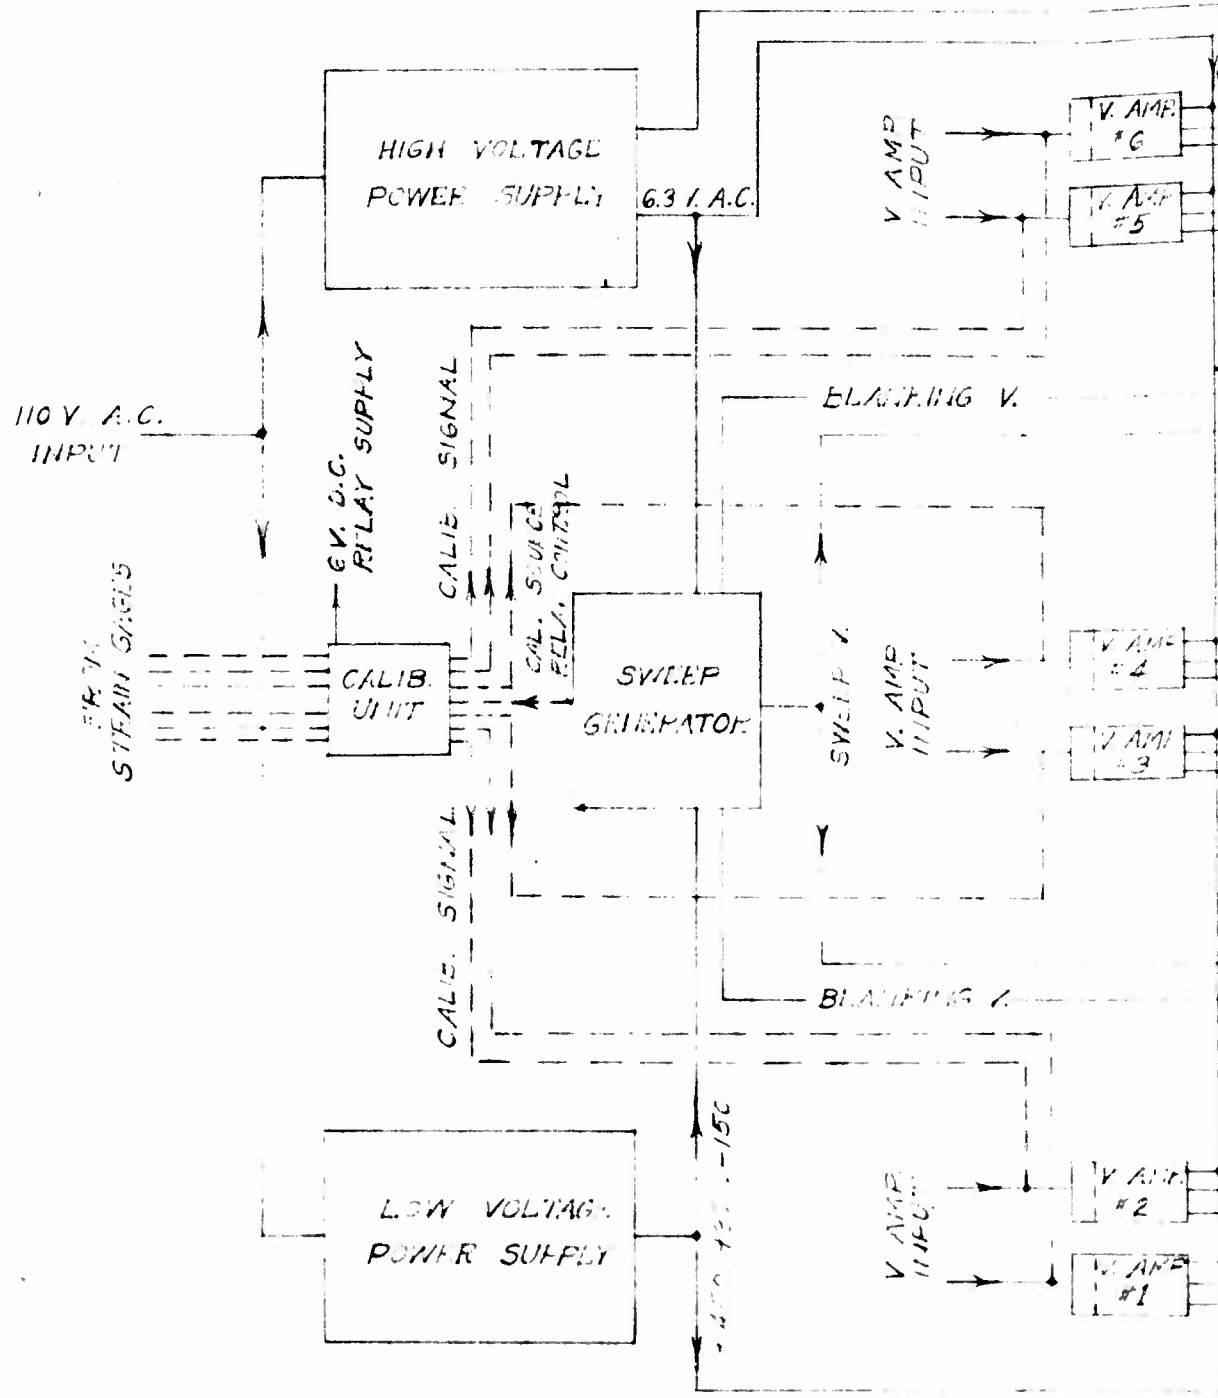 HIGH VOLTAGE
POWER SUPPLY
6.3 V. A.C.
V. AMP
INPUT
V. AMP.
#6
V. AMP
#5
110 V. A.C.
INPUT
6 V. D.C.
RELAY SUPPLY
CALIB. SIGNAL
BLANKING V.
CAL. SOURCE
RELAY CONTROL
FROM
STRAIN GAGES
CALIB.
UNIT
SWEEP
GENERATOR
SWEEP V.
V. AMP
INPUT
V. AMP
#4
V. AMP
#3
CALIB. SIGNAL
BLANKING V.
LOW VOLTAGE
POWER SUPPLY
-150
V. AMP.
INPUT
V. AMP.
#2
V. AMP
#1